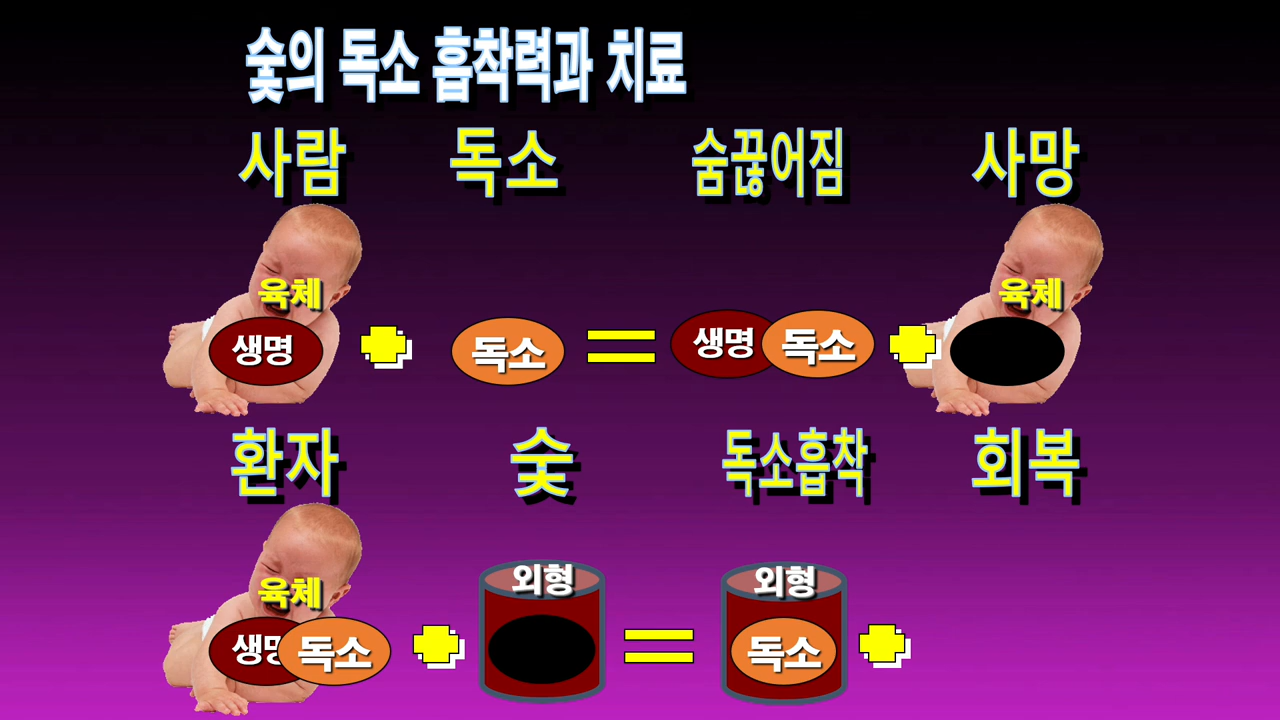 숯의 독소 흡착력과 치료
사람 독소 숨끊어짐 사망
육체 육체
생명 독소 생명 독소
환자 숯 독소흡착 회복
육체 외형 외형
생명 독소 독소